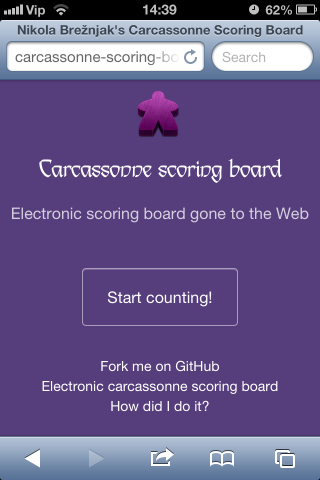 Vip 14:39 62%
Nikola Brežnjak's Carcassonne Scoring Board
carcassonne-scoring-bo Search
Carcassonne scoring board
Electronic scoring board gone to the Web
Start counting!
Fork me on GitHub
Electronic carcassonne scoring board
How did I do it?